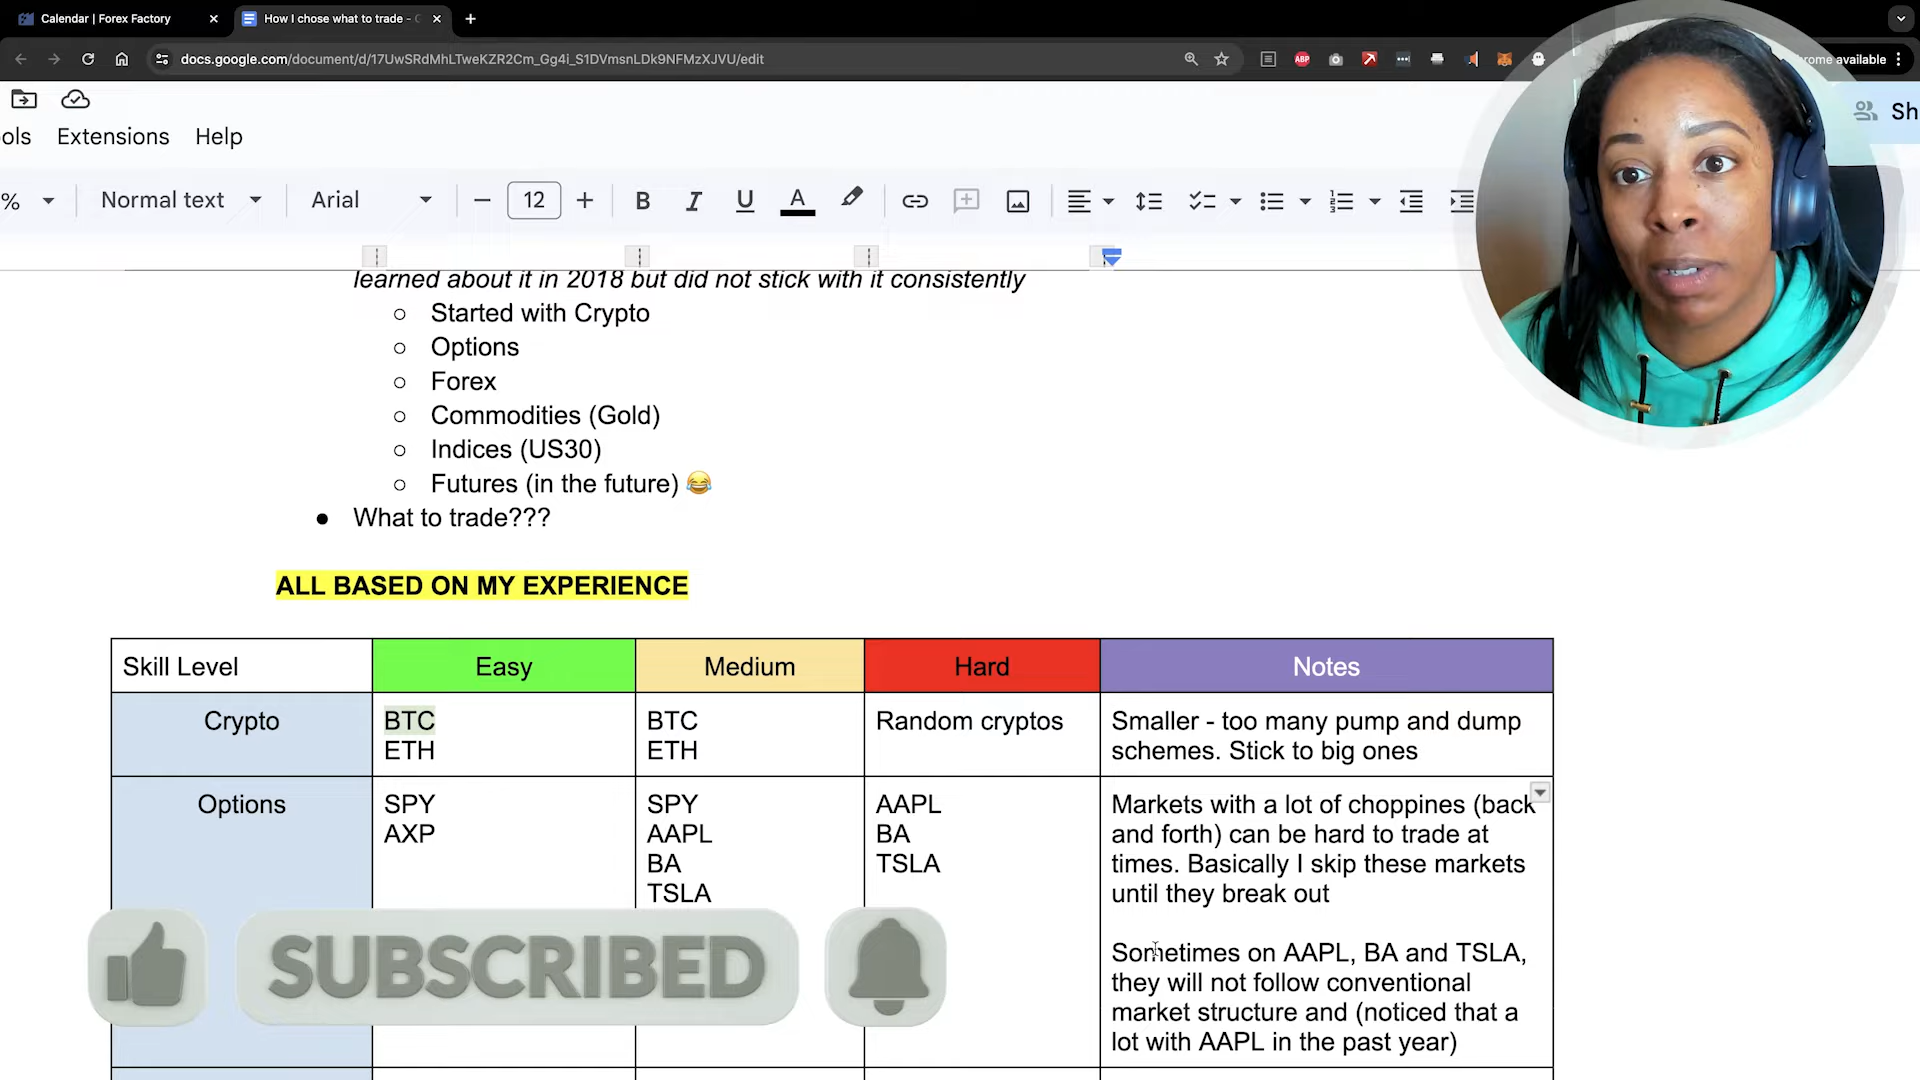 Calendar | Forex Factory
How I chose what to trade -
docs.google.com/document/d/17UwSRdMhLTweKZR2Cm_Gg4i_S1DVmsnLDk9NFMzXJVU/edit
ABP
rome available
ols Extensions Help
Sh
% Normal text Arial 12 B I U A
learned about it in 2018 but did not stick with it consistently
Started with Crypto
Options
Forex
Commodities (Gold)
Indices (US30)
Futures (in the future) 😂
What to trade???
ALL BASED ON MY EXPERIENCE
Skill Level Easy Medium Hard Notes
Crypto
BTC
ETH
BTC
ETH
Random cryptos
Smaller - too many pump and dump
schemes. Stick to big ones
Options
SPY
AXP
SPY
AAPL
BA
TSLA
AAPL
BA
TSLA
Markets with a lot of choppines (back
and forth) can be hard to trade at
times. Basically I skip these markets
until they break out
Sometimes on AAPL, BA and TSLA,
they will not follow conventional
market structure and (noticed that a
lot with AAPL in the past year)
SUBSCRIBED